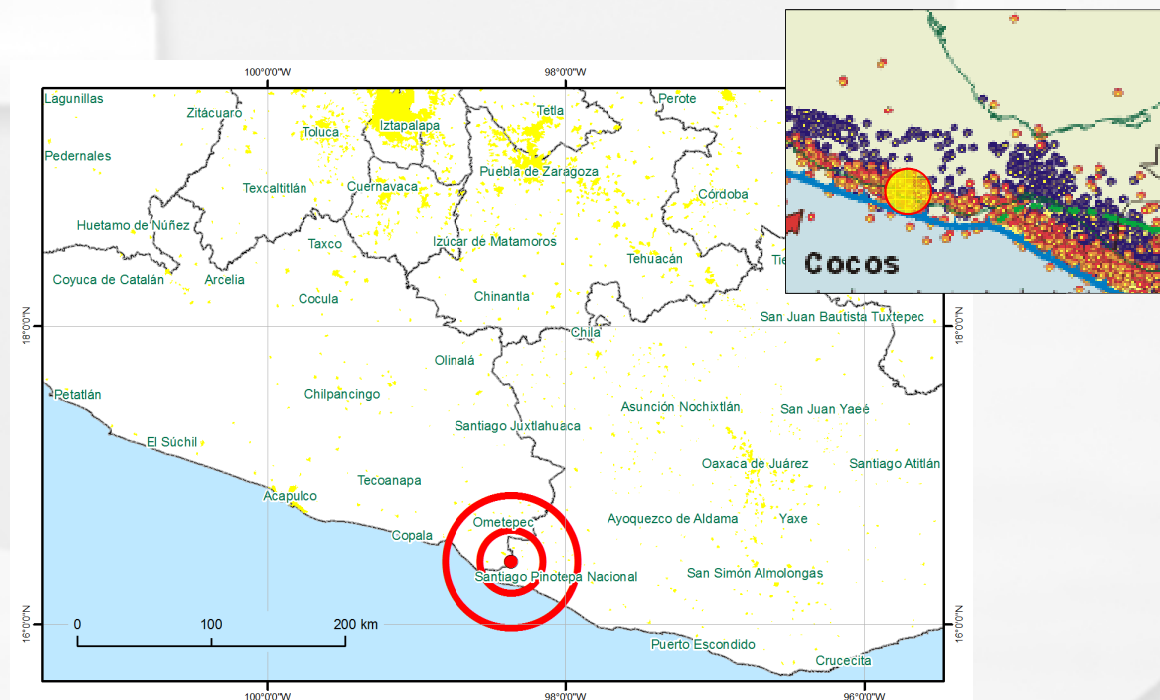 100°0'0"W
98°0'0"W
Lagunillas
Zitácuaro
Toluca
Iztapalapa
Tetla
Perote
Pedernales
Texcaltitlán
Cuernavaca
Puebla de Zaragoza
Córdoba
Huetamo de Núñez
Taxco
Izúcar de Matamoros
Tehuacán
Tie
Cocos
Coyuca de Catalán
Arcelia
Cocula
Chinantla
San Juan Bautista Tuxtepec
18°0'0"N
18°0'0"N
Chila
Olinalá
Petatlán
Chilpancingo
Asunción Nochixtlán
San Juan Yaeé
El Súchil
Santiago Juxtlahuaca
Oaxaca de Juárez
Santiago Atitlán
Acapulco
Tecoanapa
Copala
Ometepec
Ayoquezco de Aldama
Yaxe
Santiago Pinotepa Nacional
San Simón Almolongas
0
100
200 km
16°0'0"N
16°0'0"N
Puerto Escondido
Crucecita
100°0'0"W
98°0'0"W
96°0'0"W